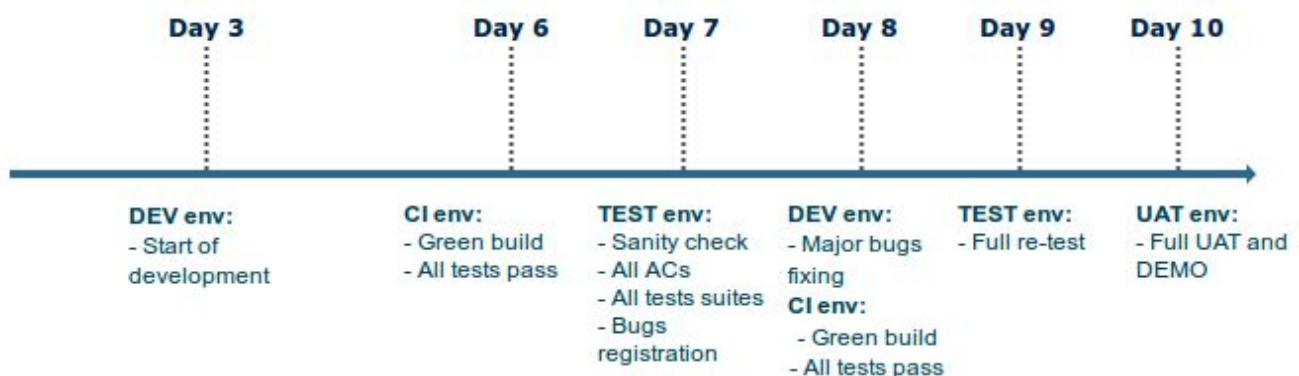 Day 3
Day 6
Day 7
Day 8
Day 9
Day 10
DEV env:
- Start of
development
CI env:
- Green build
- All tests pass
TEST env:
- Sanity check
- All ACs
- All tests suites
- Bugs
registration
DEV env:
- Major bugs
fixing
CI env:
- Green build
- All tests pass
TEST env:
- Full re-test
UAT env:
- Full UAT and
DEMO